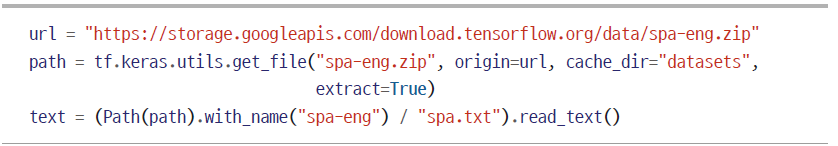 url = "https://storage.googleapis.com/download.tensorflow.org/data/spa-eng.zip"
path = tf.keras.utils.get_file("spa-eng.zip", origin=url, cache_dir="datasets",
                               extract=True)
text = (Path(path).with_name("spa-eng") / "spa.txt").read_text()